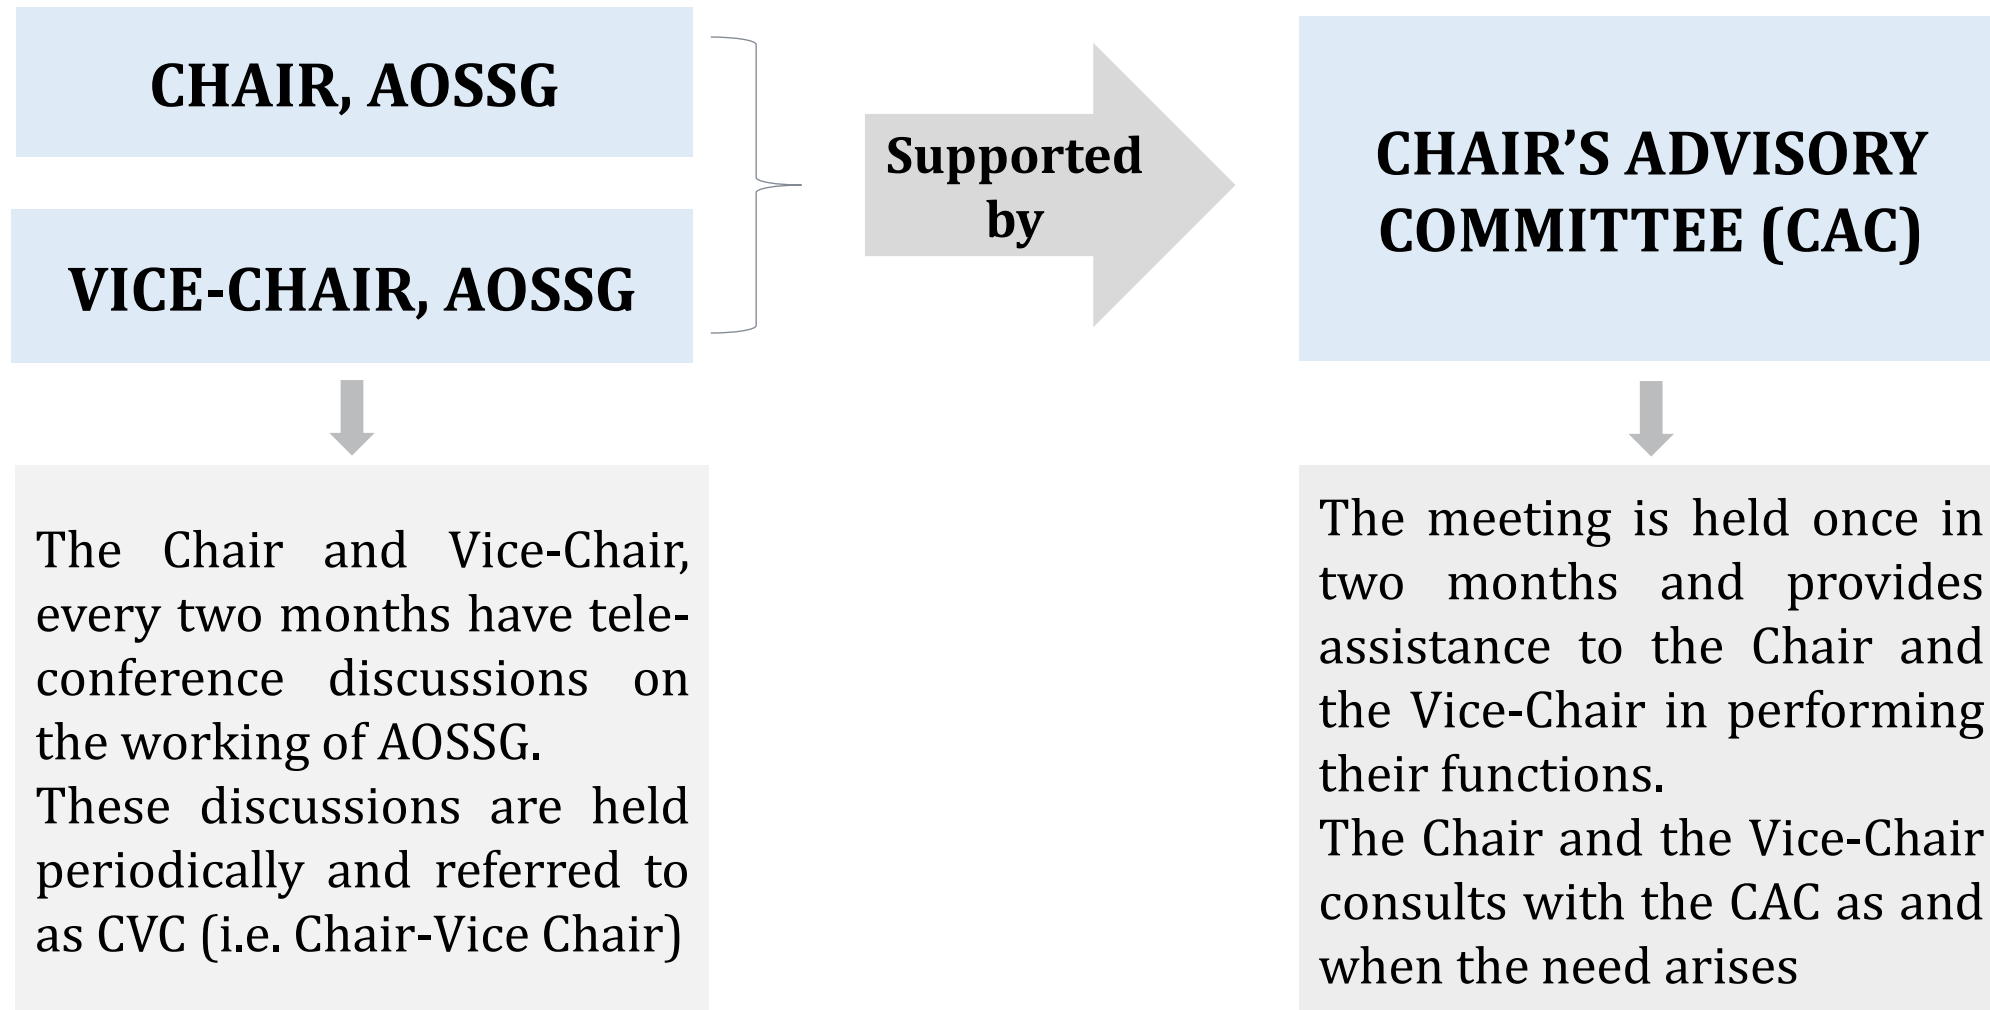 CHAIR, AOSSG
VICE-CHAIR, AOSSG
Supported
by
CHAIR’S ADVISORY
COMMITTEE (CAC)
The Chair and Vice-Chair,
every two months have tele-
conference discussions on
the working of AOSSG.
These discussions are held
periodically and referred to
as CVC (i.e. Chair-Vice Chair)
The meeting is held once in
two months and provides
assistance to the Chair and
the Vice-Chair in performing
their functions.
The Chair and the Vice-Chair
consults with the CAC as and
when the need arises